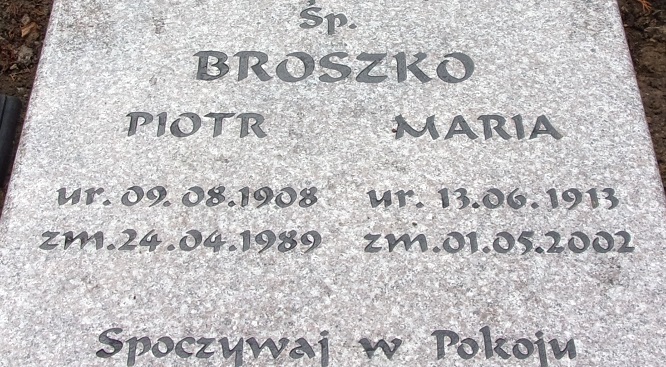 Śp.
BROSZKO
PIOTR MARIA
ur. 09. 08.1908 ur. 13.06.1913
zm.24.04.1989 zm.01.05.2002
Spoczywaj w Pokoju